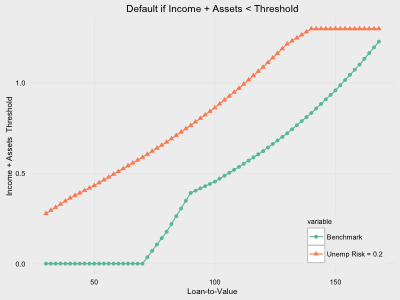 Default if Income + Assets < Threshold
Income + Assets  Threshold
1.0
0.5
0.0
50
100
150
Loan-to-Value
variable
Benchmark
Unemp Risk = 0.2